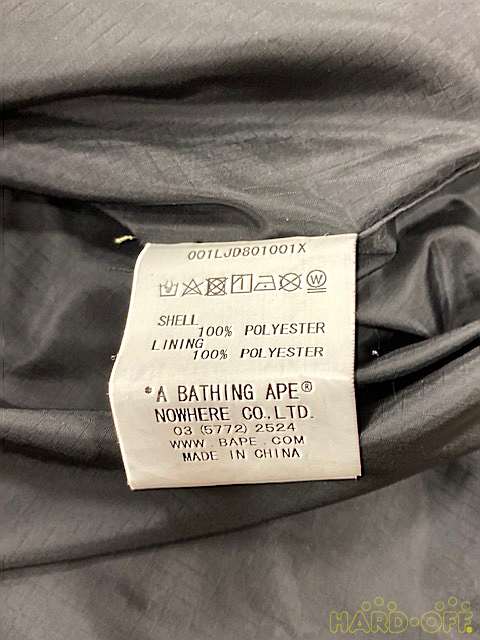 001LJD801001X
SHELL
100% POLYESTER
LINING
100% POLYESTER
*A BATHING APE®
NOWHERE CO.,LTD.
03 (5772) 2524
WWW. BAPE. COM
MADE IN CHINA
HARD-OFF